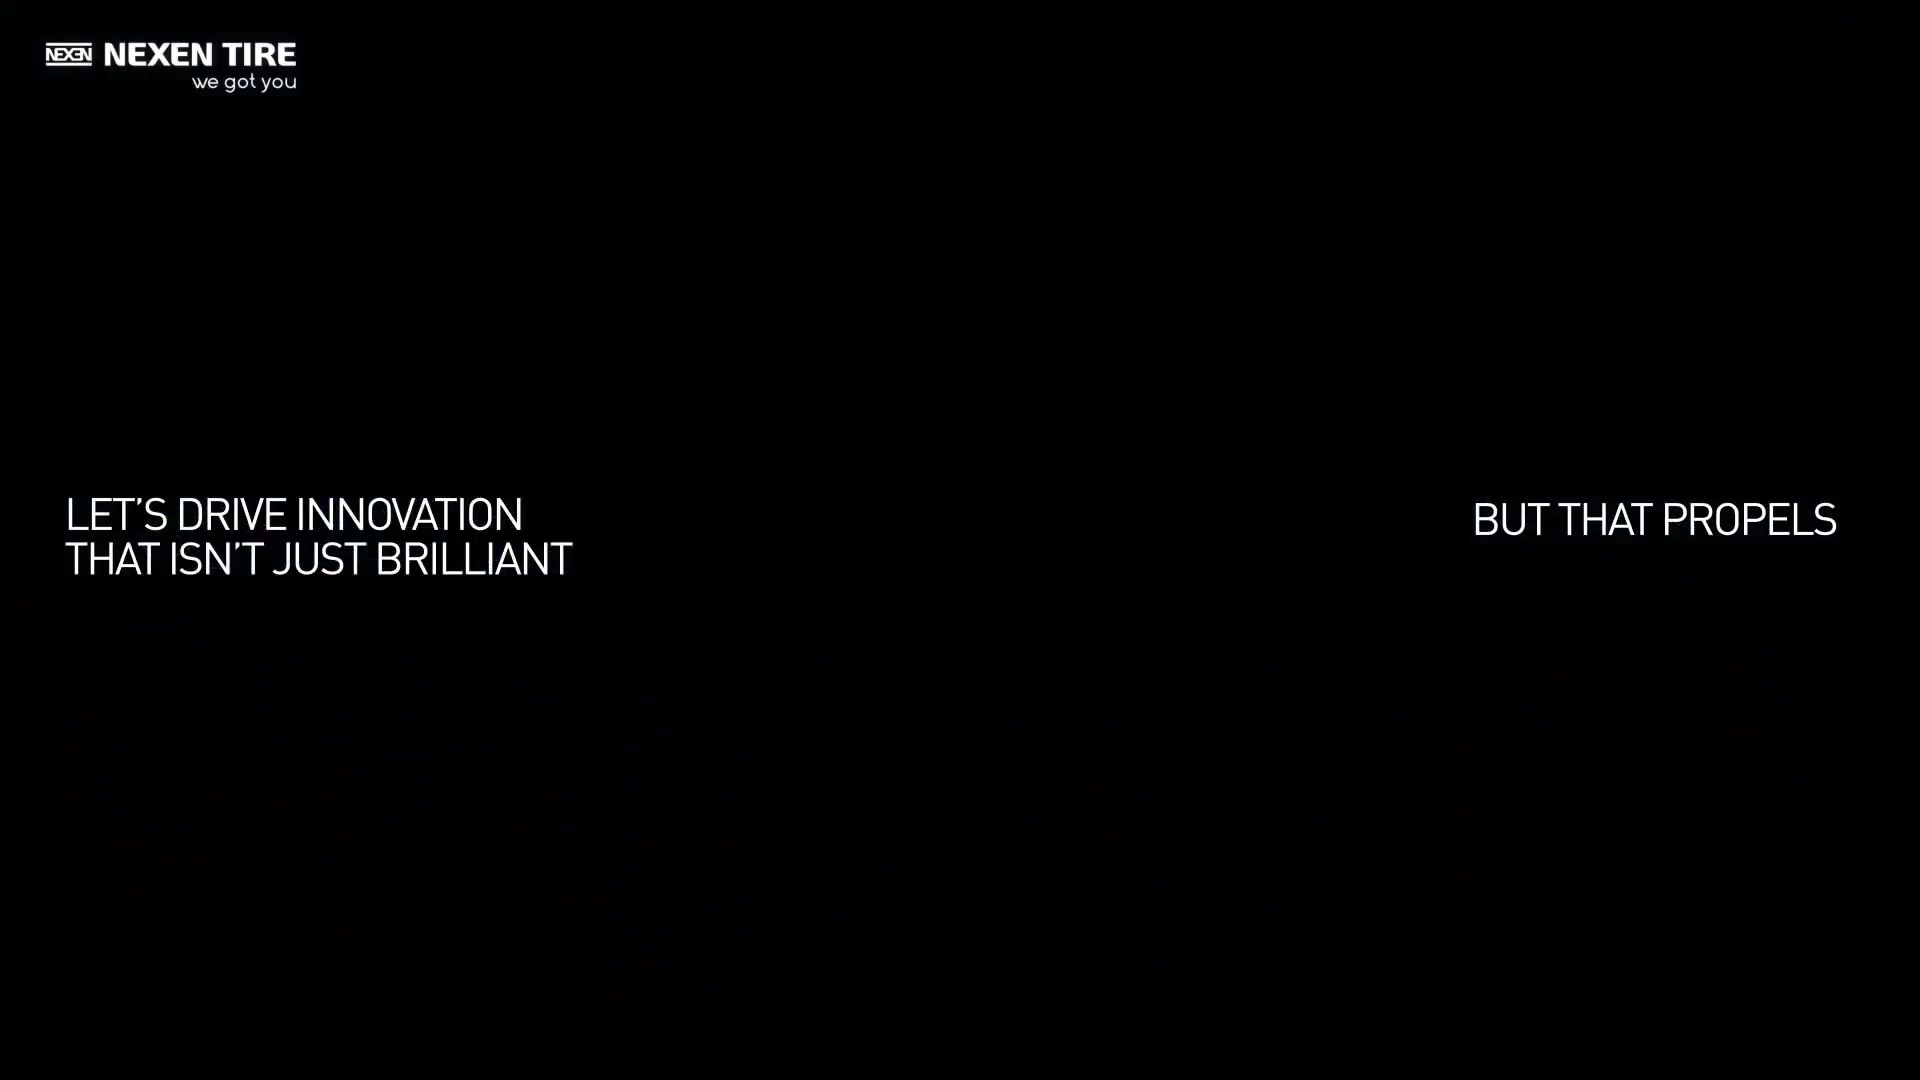 NEXEN NEXEN TIRE
we got you
LET’S DRIVE INNOVATION
THAT ISN’T JUST BRILLIANT
BUT THAT PROPELS